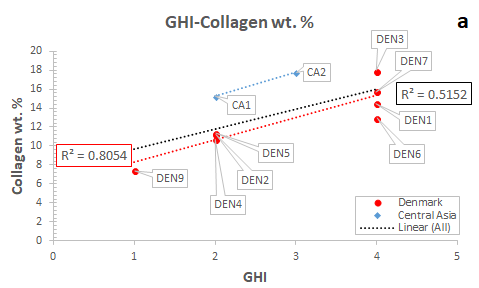 GHI-Collagen wt. %
a
20
18
16
14
12
10
8
6
4
2
0
Collagen wt. %
DEN3
CA2
DEN7
CA1
R² = 0.5152
DEN1
R² = 0.8054
DEN5
DEN6
DEN9
DEN2
DEN4
Denmark
Central Asia
Linear (All)
0 1 2 3 4 5
GHI